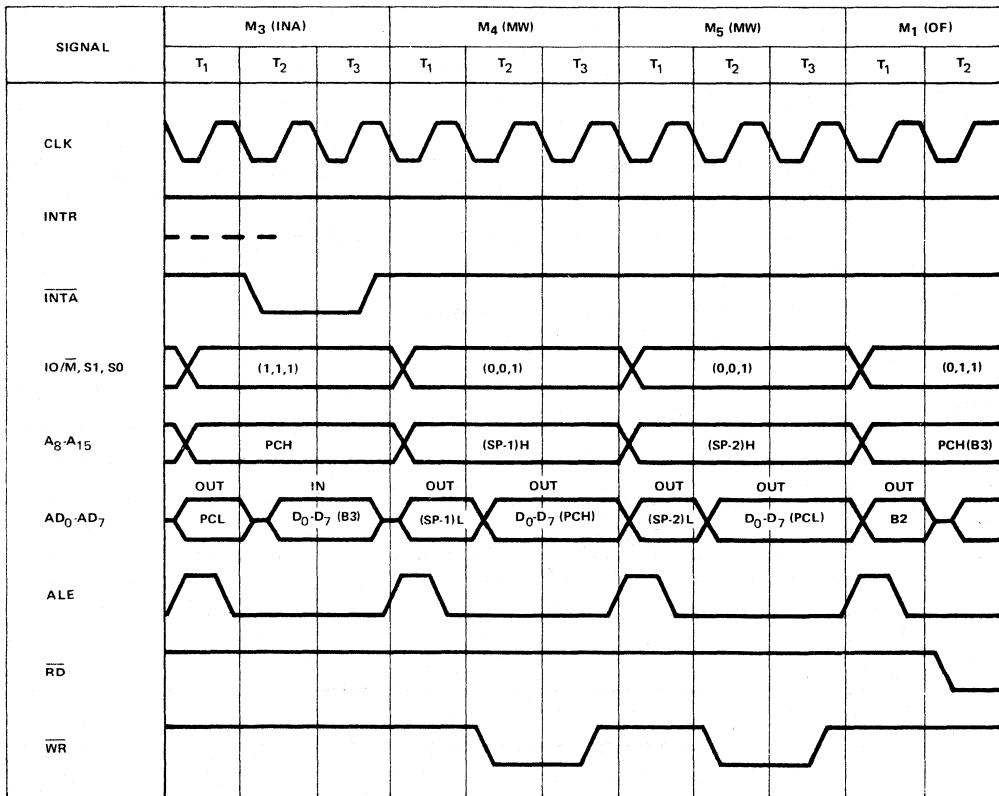 SIGNAL
M3 (INA) M4 (MW) M5 (MW) M1 (OF)
T1 T2 T3 T1 T2 T3 T1 T2 T3 T1 T2
CLK
INTR
INTA
IO/M, S1, S0 (1,1,1) (0,0,1) (0,0,1) (0,1,1)
A8-A15 PCH (SP-1)H (SP-2)H PCH(B3)
OUT IN OUT OUT OUT OUT OUT
AD0-AD7 PCL D0-D7 (B3) (SP-1)L D0-D7 (PCH) (SP-2)L D0-D7 (PCL) B2
ALE
RD
WR